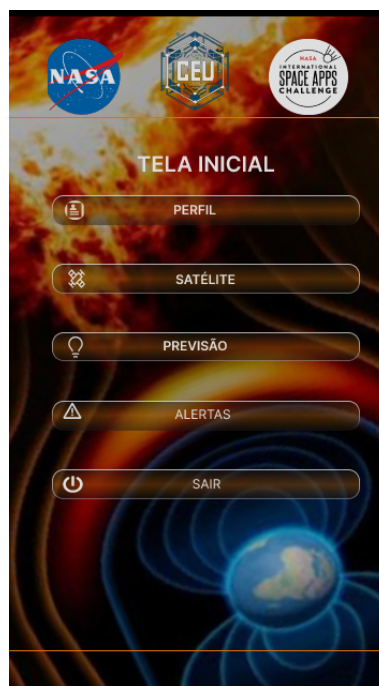 NASA
CEU
NASA
INTERNATIONAL
SPACE APPS
CHALLENGE
TELA INICIAL
PERFIL
SATÉLITE
PREVISÃO
ALERTAS
SAIR